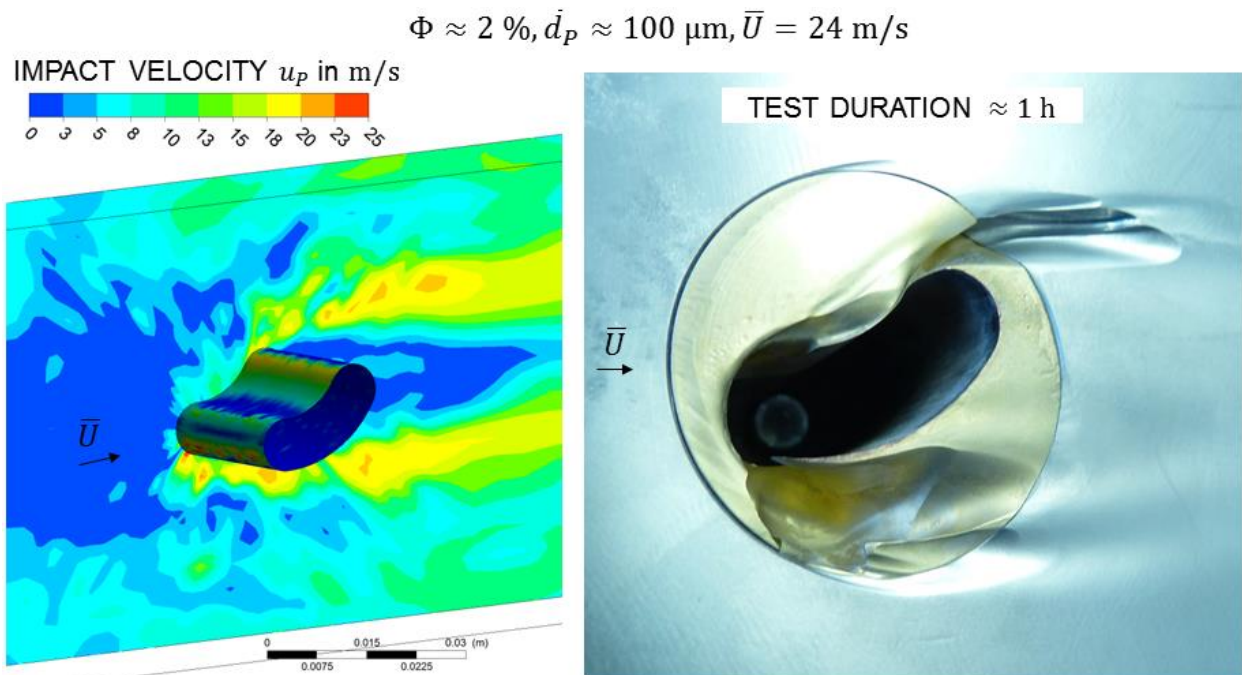 Φ ≈ 2 %, ḋ_P ≈ 100 μm, U̅ = 24 m/s
IMPACT VELOCITY u_P in m/s
0 3 5 8 10 13 15 18 20 23 25
U̅
0 0.015 0.03 (m)
0.0075 0.0225
TEST DURATION ≈ 1 h
U̅